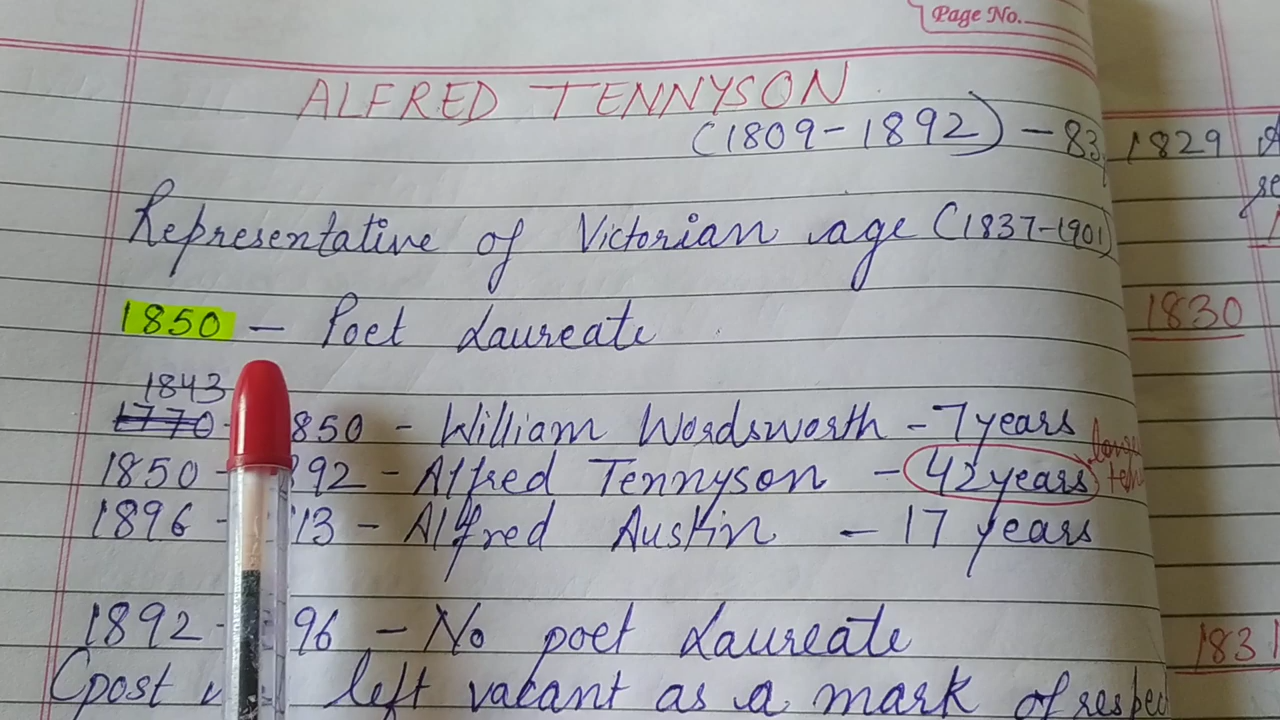 Page No.
ALFRED TENNYSON
(1809-1892) - 83
1829
Representative of Victorian age (1837-1901)
1850 - Poet Laureate
1830
1843
1770 - 850 - William Wordsworth - 7 years
1850 - 92 - Alfred Tennyson - 42 years
1896 - 13 - Alfred Austin - 17 years
1892 - 96 - No poet Laureate
1831
(post left vacant as a mark of respec